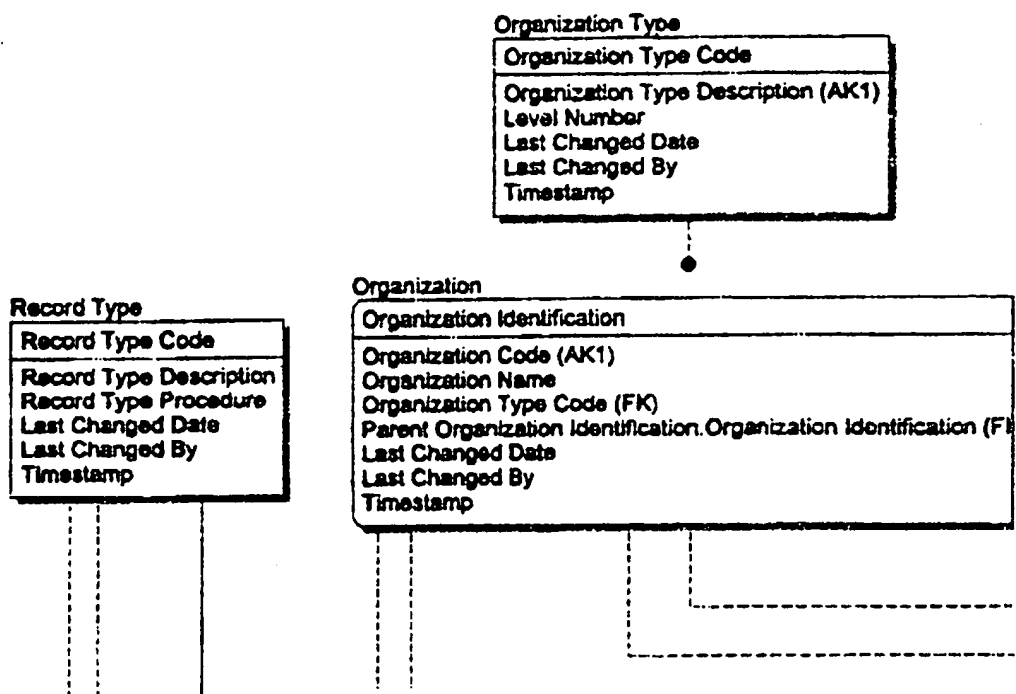 Organization Type
Organization Type Code
Organization Type Description (AK1)
Level Number
Last Changed Date
Last Changed By
Timestamp
Record Type
Record Type Code
Record Type Description
Record Type Procedure
Last Changed Date
Last Changed By
Timestamp
Organization
Organization Identification
Organization Code (AK1)
Organization Name
Organization Type Code (FK)
Parent Organization Identification.Organization Identification (F
Last Changed Date
Last Changed By
Timestamp